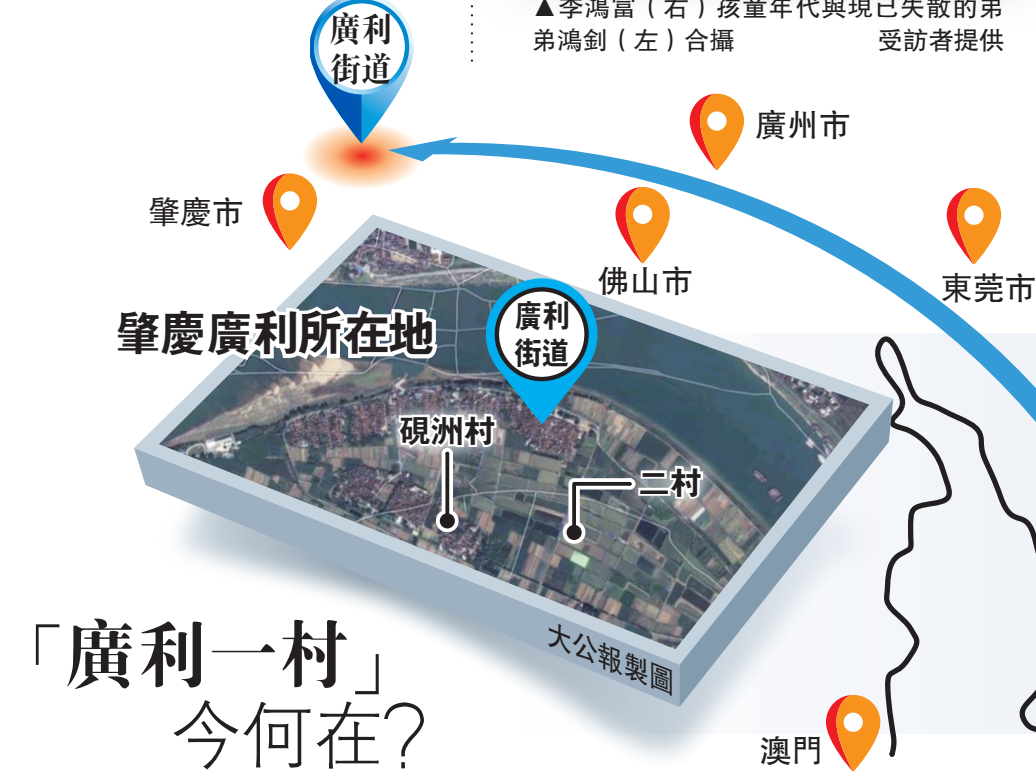 ▲李鴻富（右）孩童年代與現已失散的弟
弟鴻釗（左）合攝 受訪者提供
廣利
街道
廣州市
肇慶市
佛山市
東莞市
肇慶廣利所在地
廣利
街道
硯洲村
二村
大公報製圖
「廣利一村」
今何在？
澳門